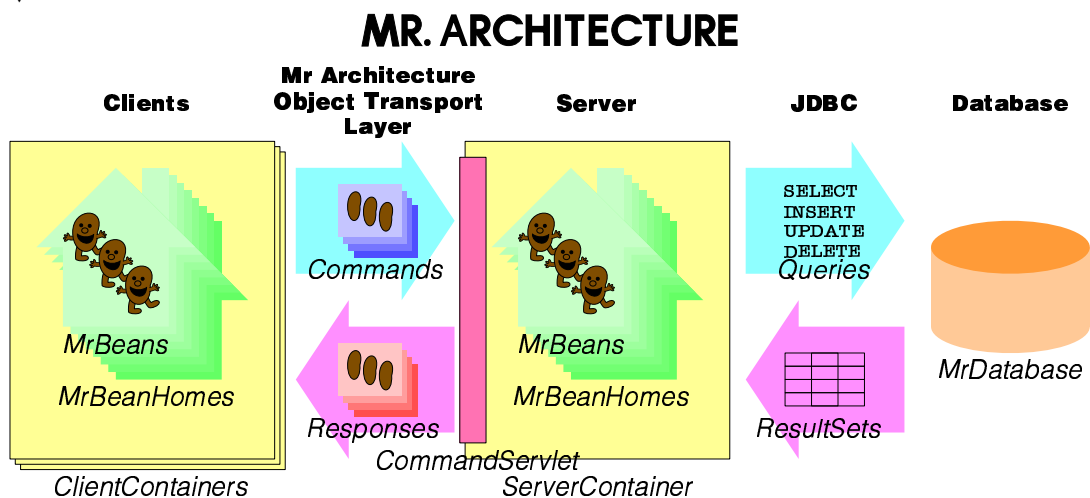 MR. ARCHITECTURE
Clients
Mr Architecture
Object Transport
Layer
Server
JDBC
Database
MrBeans
MrBeanHomes
ClientContainers
Commands
Responses
CommandServlet
MrBeans
MrBeanHomes
ServerContainer
SELECT
INSERT
UPDATE
DELETE
Queries
ResultSets
MrDatabase